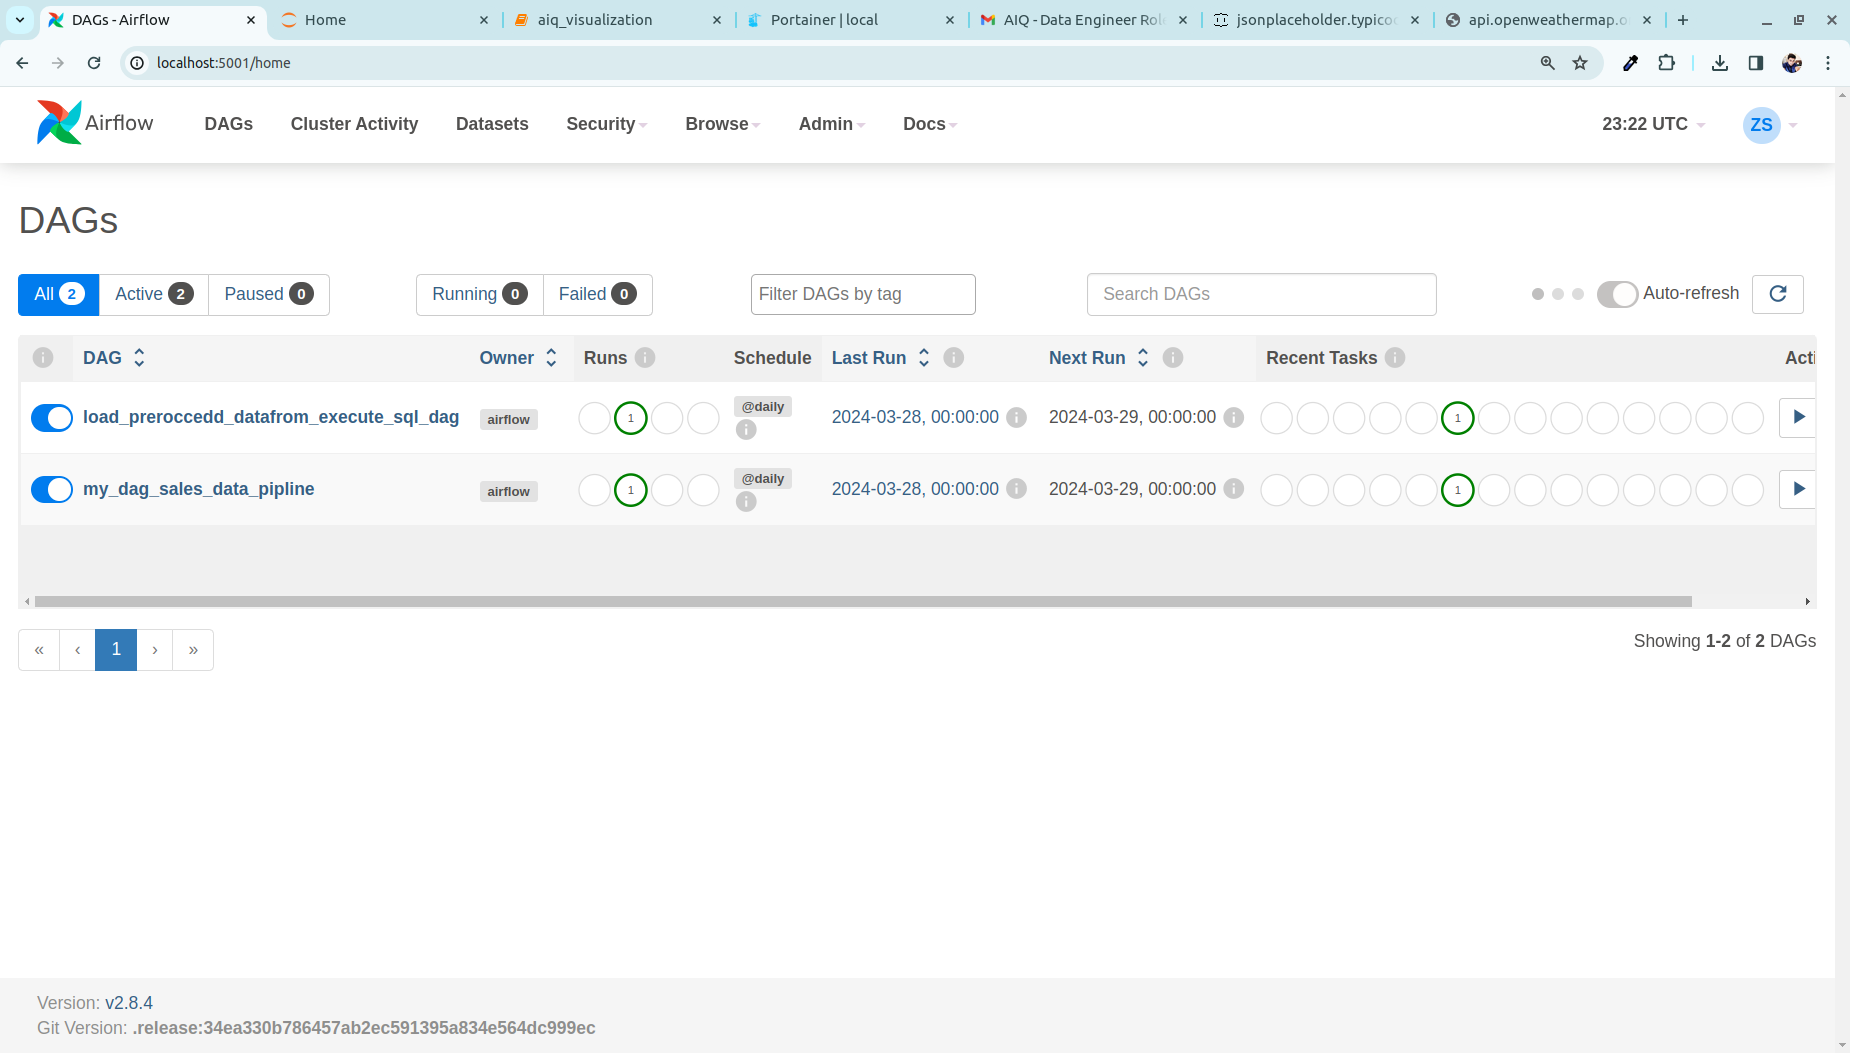 DAGs - Airflow
Home
aiq_visualization
Portainer | local
AIQ - Data Engineer Rol
jsonplaceholder.typico
api.openweathermap.o
localhost:5001/home
Airflow
DAGs
Cluster Activity
Datasets
Security
Browse
Admin
Docs
23:22 UTC
ZS
DAGs
All 2
Active 2
Paused 0
Running 0
Failed 0
Filter DAGs by tag
Search DAGs
Auto-refresh
DAG
Owner
Runs
Schedule
Last Run
Next Run
Recent Tasks
Acti
load_preroccedd_datafrom_execute_sql_dag
airflow
1
@daily
2024-03-28, 00:00:00
2024-03-29, 00:00:00
1
my_dag_sales_data_pipline
airflow
1
@daily
2024-03-28, 00:00:00
2024-03-29, 00:00:00
1
« ‹ 1 › »
Showing 1-2 of 2 DAGs
Version: v2.8.4
Git Version: .release:34ea330b786457ab2ec591395a834e564dc999ec